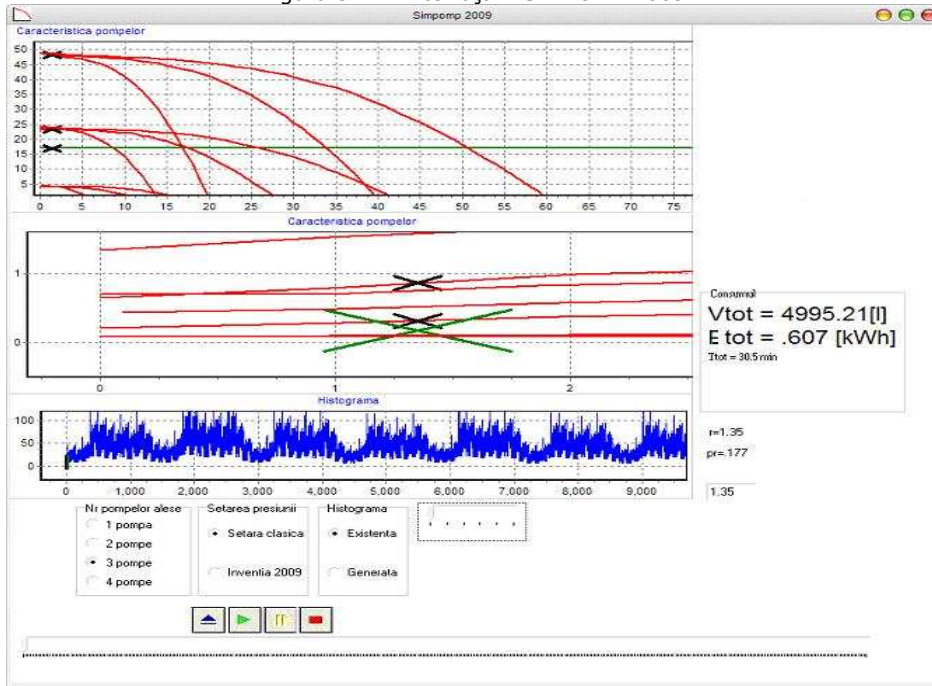 Simpomp 2009
Caracteristica pompelor
50
45
40
35
30
25
20
15
10
5
0 5 10 15 20 25 30 35 40 45 50 55 60 65 70 75
Caracteristica pompelor
1
0
0 1 2
Histograma
100
50
0
0 1,000 2,000 3,000 4,000 5,000 6,000 7,000 8,000 9,000
Consumul
Vtot = 4995.21[l]
E tot = .607 [kWh]
Ttot = 30.5 min
r=1.35
pr=.177
1.35
Nr pompelor alese
1 pompa
2 pompe
3 pompe
4 pompe
Setarea presiunii
Setara clasica
Inventia 2009
Histograma
Existenta
Generata